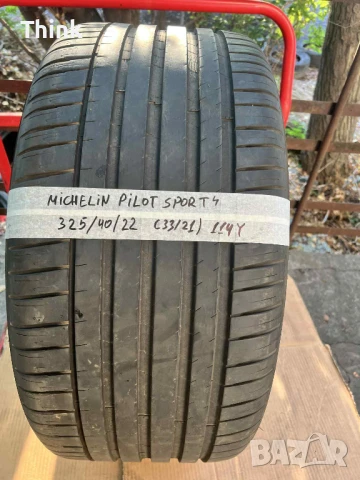 Think
MiCHELiN PiLOT SPORT4
325/40/22 (33/21) 114Y
BAZAR